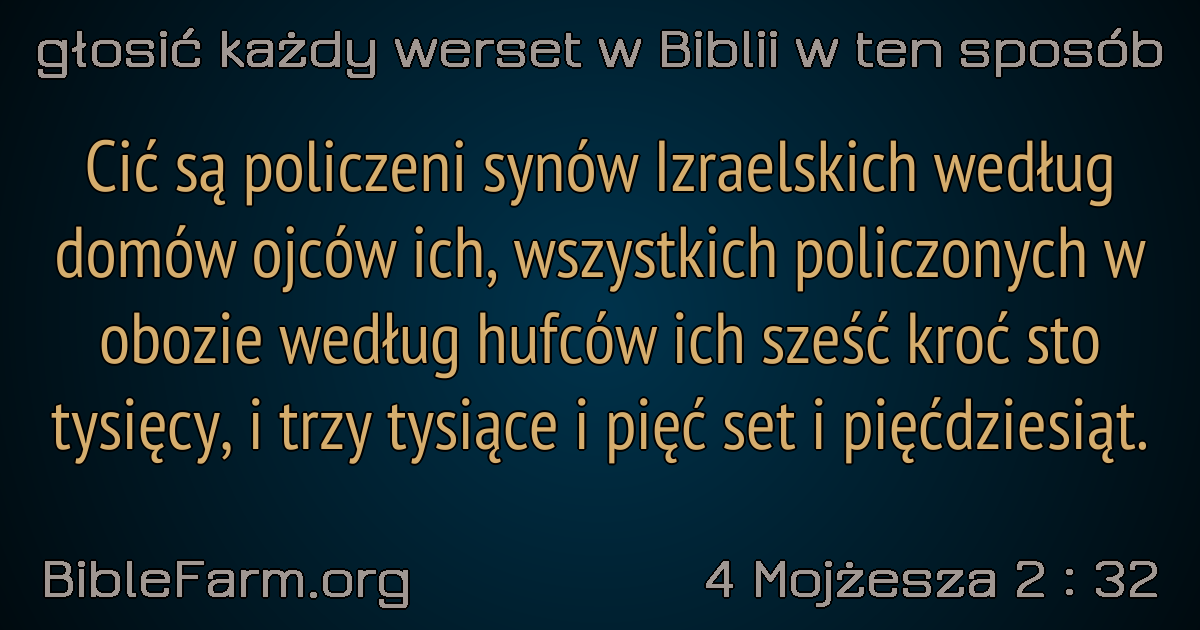 głosić każdy werset w Biblii w ten sposób
Cić są policzeni synów Izraelskich według
domów ojców ich, wszystkich policzonych w
obozie według hufców ich sześć kroć sto
tysięcy, i trzy tysiące i pięć set i pięćdziesiąt.
BibleFarm.org
4 Mojżesza 2 : 32